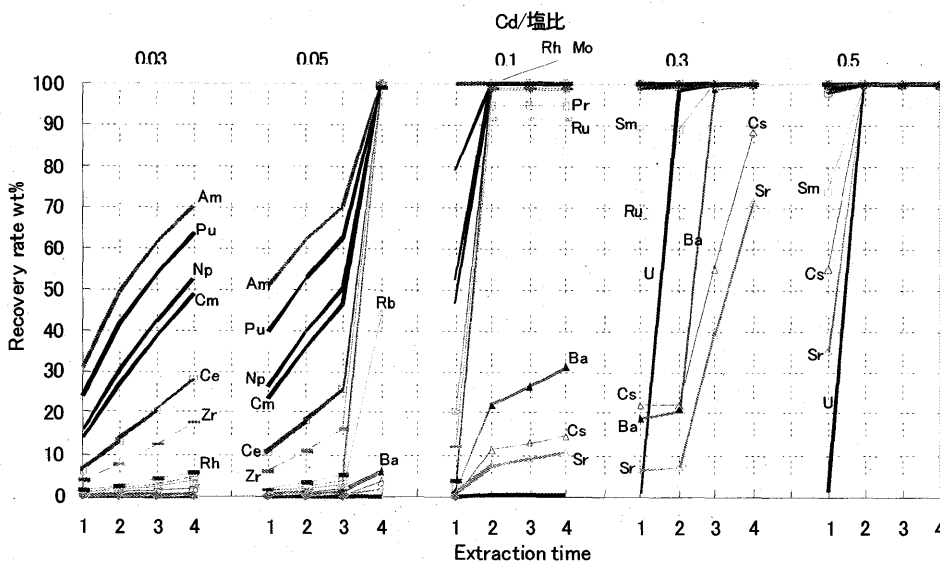 Cd/塩比
0.03 0.05 0.1 0.3 0.5
Rh Mo
100
90
80
70
60
50
40
30
20
10
0
Recovery rate wt%
Am
Pu
Np
Cm
Ce
Zr
Rh
Am
Pu
Np
Cm
Ce
Zr
Rb
Ba
Pr
Ru
Ba
Cs
Sr
Sm
Ru
U
Ba
Cs
Sr
Cs
Ba
Sr
Sm
Cs
Sr
U
1 2 3 4 1 2 3 4 1 2 3 4 1 2 3 4 1 2 3 4
Extraction time